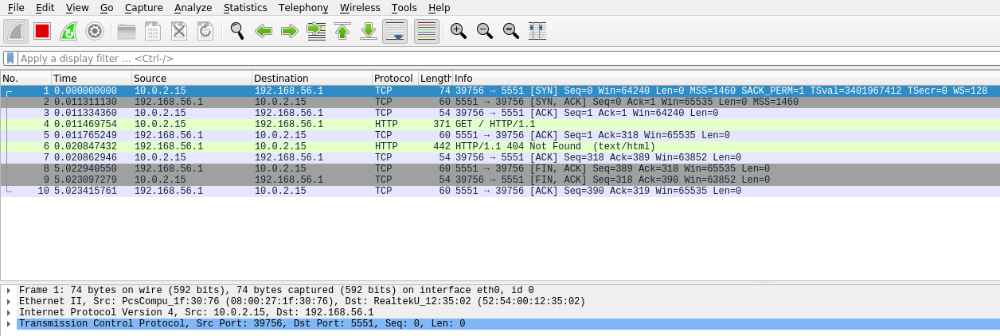 File Edit View Go Capture Analyze Statistics Telephony Wireless Tools Help
Apply a display filter ... <Ctrl-/>
No. Time Source Destination Protocol Length Info
1 0.000000000 10.0.2.15 192.168.56.1 TCP 74 39756 → 5551 [SYN] Seq=0 Win=64240 Len=0 MSS=1460 SACK_PERM=1 TSval=3401967412 TSecr=0 WS=128
2 0.011311130 192.168.56.1 10.0.2.15 TCP 60 5551 → 39756 [SYN, ACK] Seq=0 Ack=1 Win=65535 Len=0 MSS=1460
3 0.011334360 10.0.2.15 192.168.56.1 TCP 54 39756 → 5551 [ACK] Seq=1 Ack=1 Win=64240 Len=0
4 0.011469754 10.0.2.15 192.168.56.1 HTTP 371 GET / HTTP/1.1
5 0.011765249 192.168.56.1 10.0.2.15 TCP 60 5551 → 39756 [ACK] Seq=1 Ack=318 Win=65535 Len=0
6 0.020847432 192.168.56.1 10.0.2.15 HTTP 442 HTTP/1.1 404 Not Found  (text/html)
7 0.020862946 10.0.2.15 192.168.56.1 TCP 54 39756 → 5551 [ACK] Seq=318 Ack=389 Win=63852 Len=0
8 5.022940550 192.168.56.1 10.0.2.15 TCP 60 5551 → 39756 [FIN, ACK] Seq=389 Ack=318 Win=65535 Len=0
9 5.023097279 10.0.2.15 192.168.56.1 TCP 54 39756 → 5551 [FIN, ACK] Seq=318 Ack=390 Win=63852 Len=0
10 5.023415761 192.168.56.1 10.0.2.15 TCP 60 5551 → 39756 [ACK] Seq=390 Ack=319 Win=65535 Len=0
Frame 1: 74 bytes on wire (592 bits), 74 bytes captured (592 bits) on interface eth0, id 0
Ethernet II, Src: PcsCompu_1f:30:76 (08:00:27:1f:30:76), Dst: RealtekU_12:35:02 (52:54:00:12:35:02)
Internet Protocol Version 4, Src: 10.0.2.15, Dst: 192.168.56.1
Transmission Control Protocol, Src Port: 39756, Dst Port: 5551, Seq: 0, Len: 0